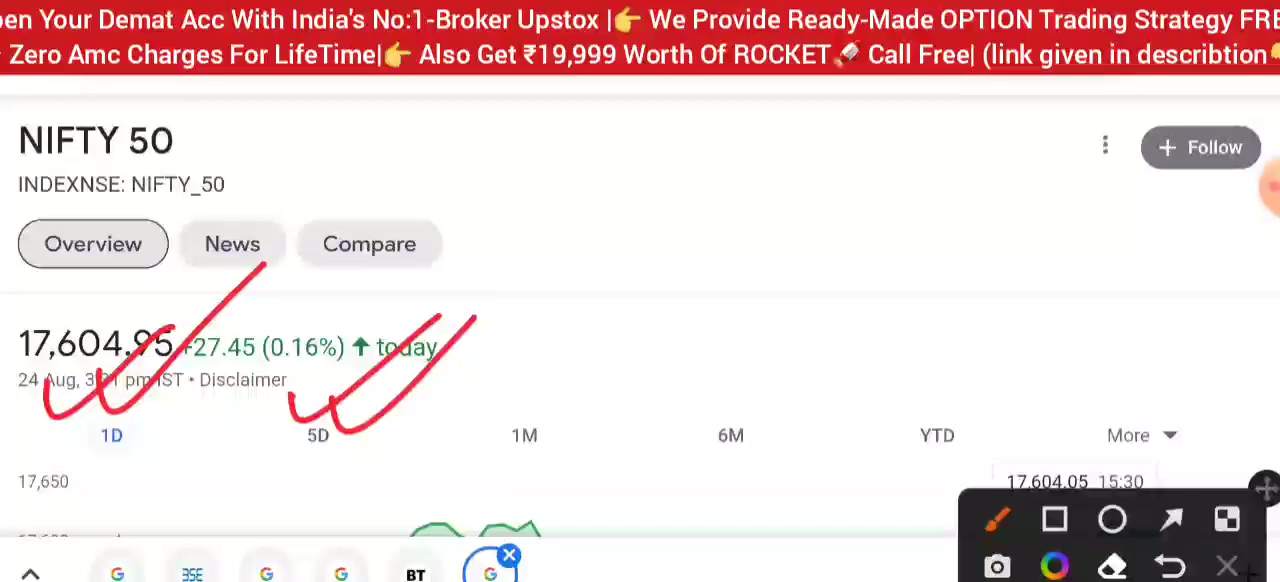 en Your Demat Acc With India's No:1-Broker Upstox |👉 We Provide Ready-Made OPTION Trading Strategy FRE
Zero Amc Charges For LifeTime|👉 Also Get ₹19,999 Worth Of ROCKET🚀 Call Free| (link given in describtion
NIFTY 50
+ Follow
INDEXNSE: NIFTY_50
Overview News Compare
17,604.95 +27.45 (0.16%) ↑ today
24 Aug, pm IST • Disclaimer
1D 5D 1M 6M YTD More
17,650
17,604.05 15:30
BSE BT